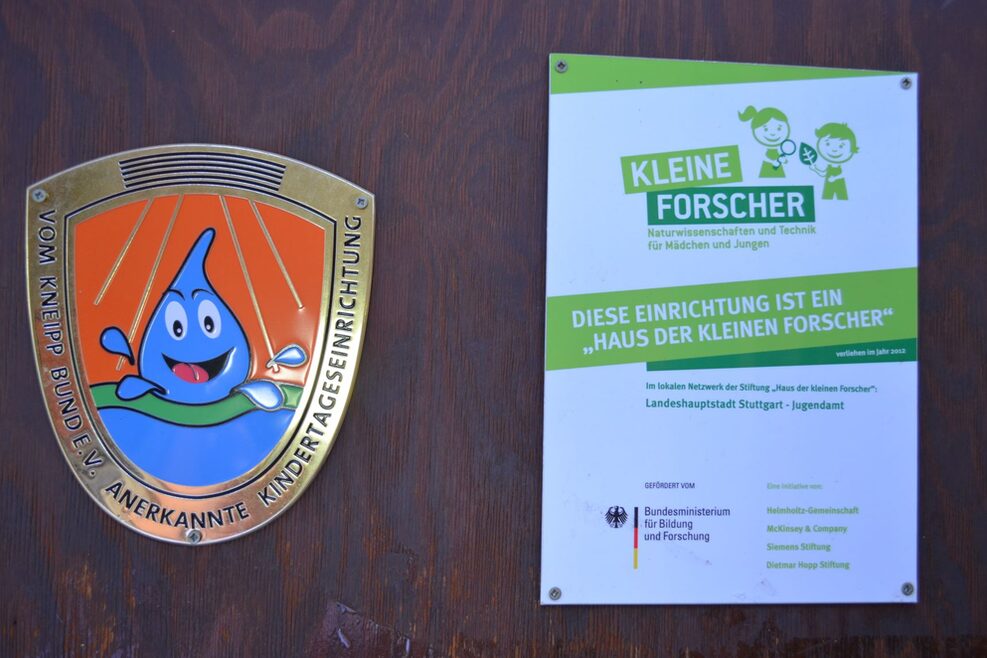 VOM KNEIPP BUND E.V. ANERKANNTE KINDERTAGESEINRICHTUNG
KLEINE
FORSCHER
Naturwissenschaften und Technik
für Mädchen und Jungen
DIESE EINRICHTUNG IST EIN
„HAUS DER KLEINEN FORSCHER“
verliehen im Jahr 2012
Im lokalen Netzwerk der Stiftung „Haus der kleinen Forscher“:
Landeshauptstadt Stuttgart - Jugendamt
GEFÖRDERT VOM
Bundesministerium
für Bildung
und Forschung
Eine Initiative von:
Helmholtz-Gemeinschaft
McKinsey & Company
Siemens Stiftung
Dietmar Hopp Stiftung